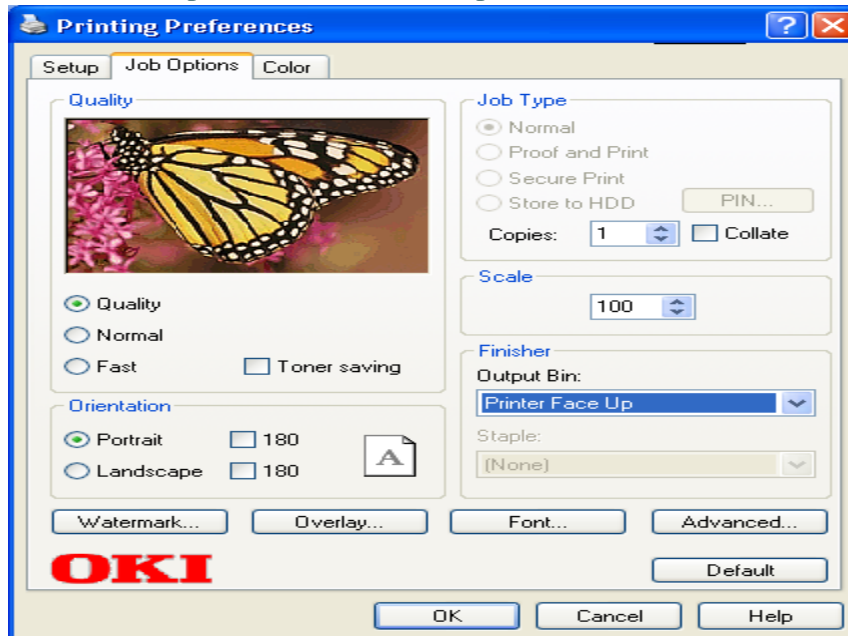 Printing Preferences
Setup
Job Options
Color
Quality
Quality
Normal
Fast
Toner saving
Orientation
Portrait
180
Landscape
180
A
Job Type
Normal
Proof and Print
Secure Print
Store to HDD
PIN...
Copies:
1
Collate
Scale
100
Finisher
Output Bin:
Printer Face Up
Staple:
(None)
Watermark...
Overlay...
Font...
Advanced...
OKI
Default
OK
Cancel
Help